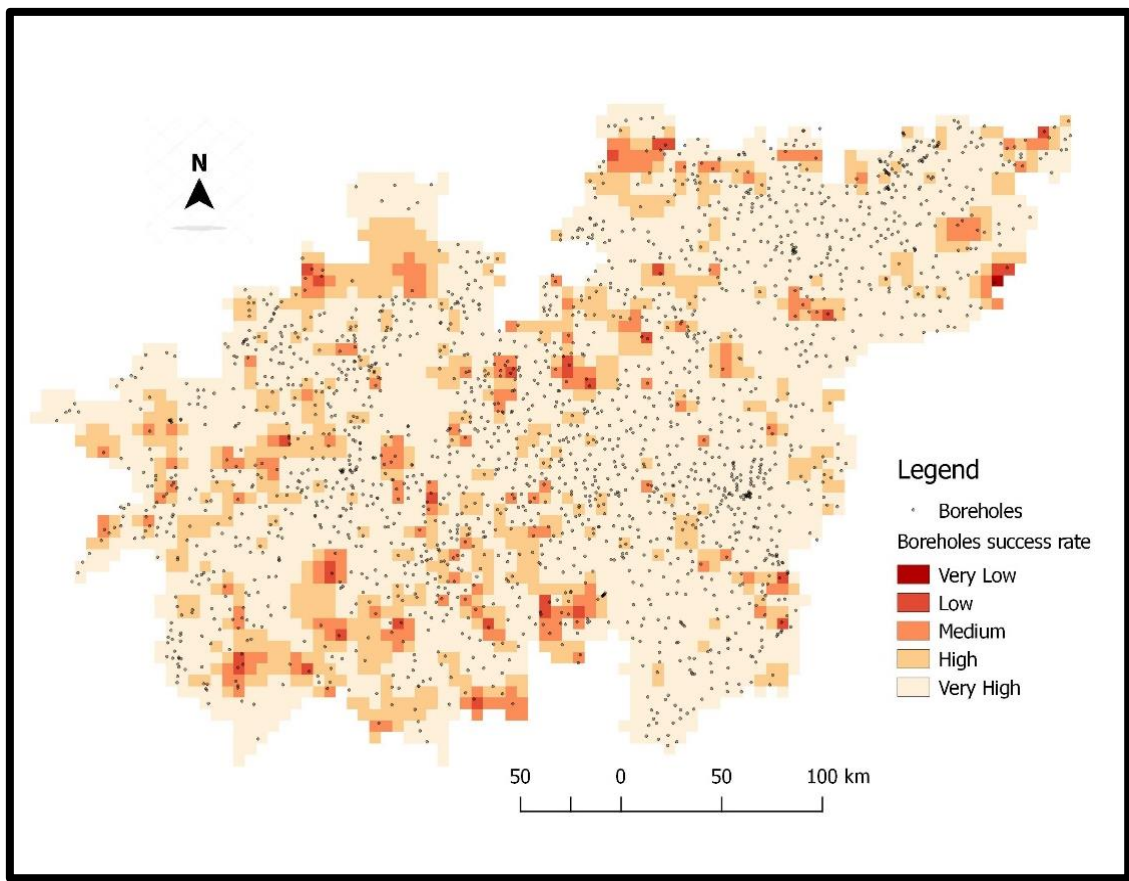 N
Legend
Boreholes
Boreholes success rate
Very Low
Low
Medium
High
Very High
50 0 50 100 km